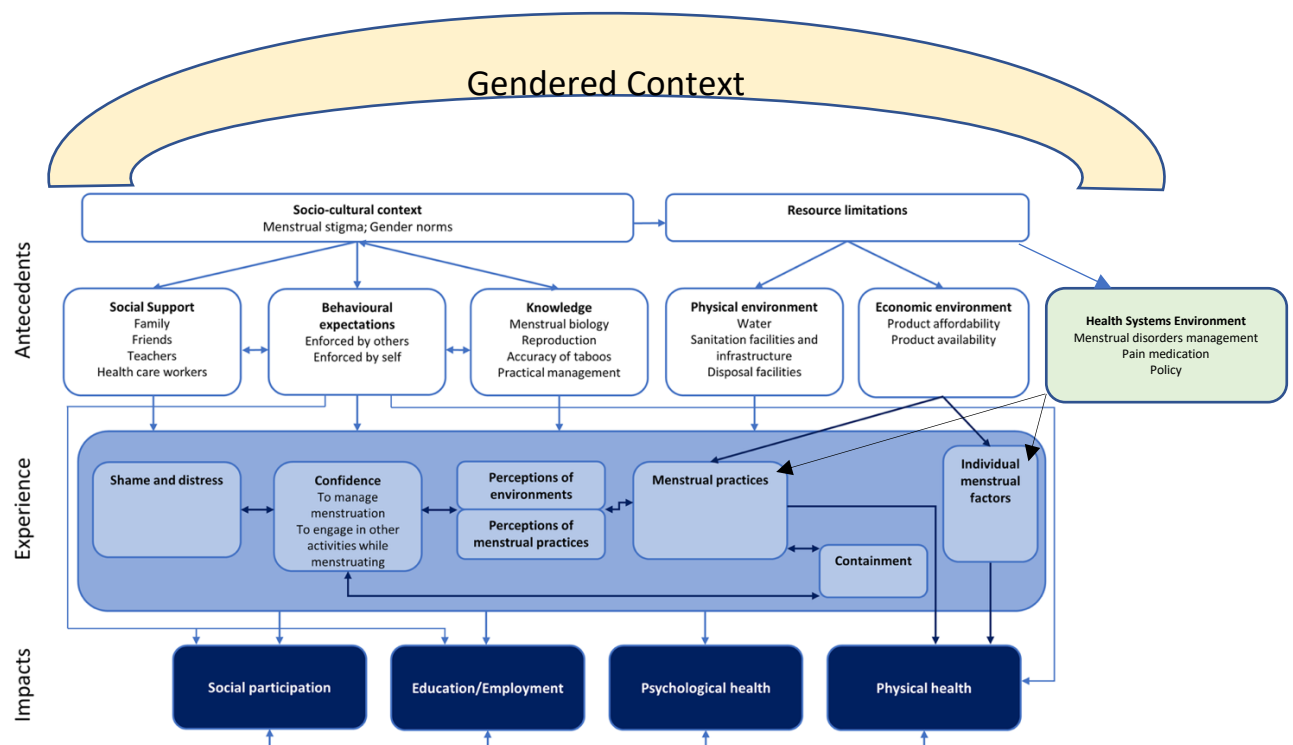 Gendered Context
Socio-cultural context
Menstrual stigma; Gender norms
Resource limitations
Antecedents
Social Support
Family
Friends
Teachers
Health care workers
Behavioural
expectations
Enforced by others
Enforced by self
Knowledge
Menstrual biology
Reproduction
Accuracy of taboos
Practical management
Physical environment
Water
Sanitation facilities and
infrastructure
Disposal facilities
Economic environment
Product affordability
Product availability
Health Systems Environment
Menstrual disorders management
Pain medication
Policy
Experience
Shame and distress
Confidence
To manage
menstruation
To engage in other
activities while
menstruating
Perceptions of
environments
Perceptions of
menstrual practices
Menstrual practices
Containment
Individual
menstrual
factors
Impacts
Social participation
Education/Employment
Psychological health
Physical health